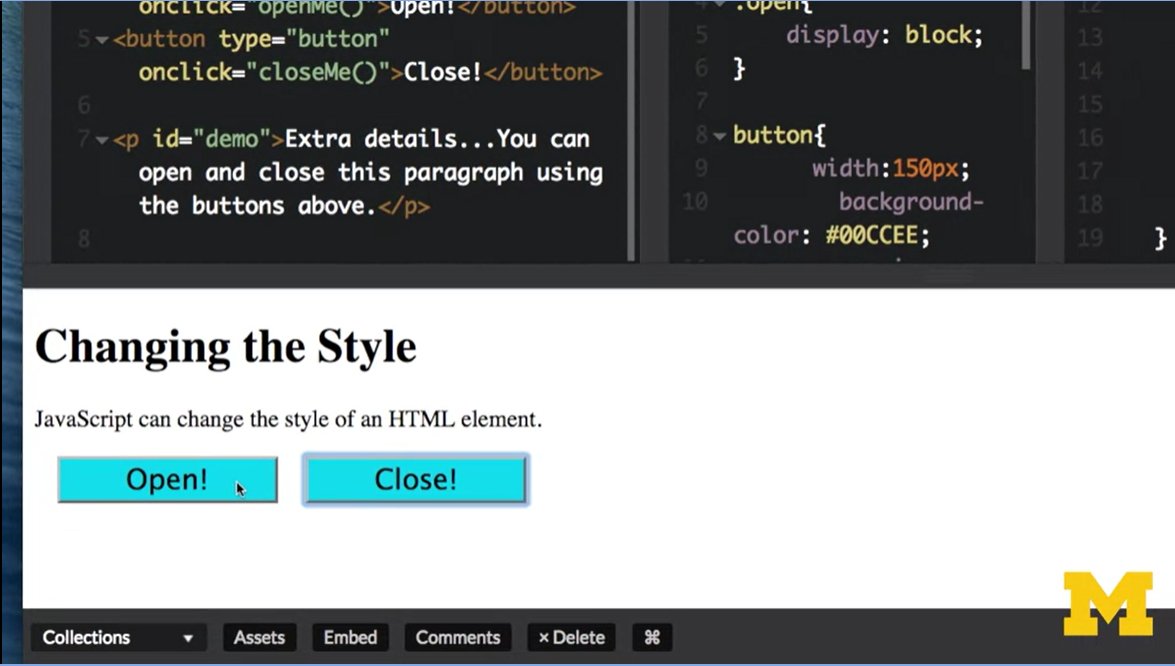 onclick="openMe()">Open!</button>
5 <button type="button"
onclick="closeMe()">Close!</button>
6
7 <p id="demo">Extra details...You can
open and close this paragraph using
the buttons above.</p>
8
4 .open{
5 display: block;
6 }
7
8 button{
9 width:150px;
10 background-
color: #00CCEE;
12
13
14
15
16
17
18
19 }
Changing the Style
JavaScript can change the style of an HTML element.
Open! Close!
Collections Assets Embed Comments × Delete ⌘
M